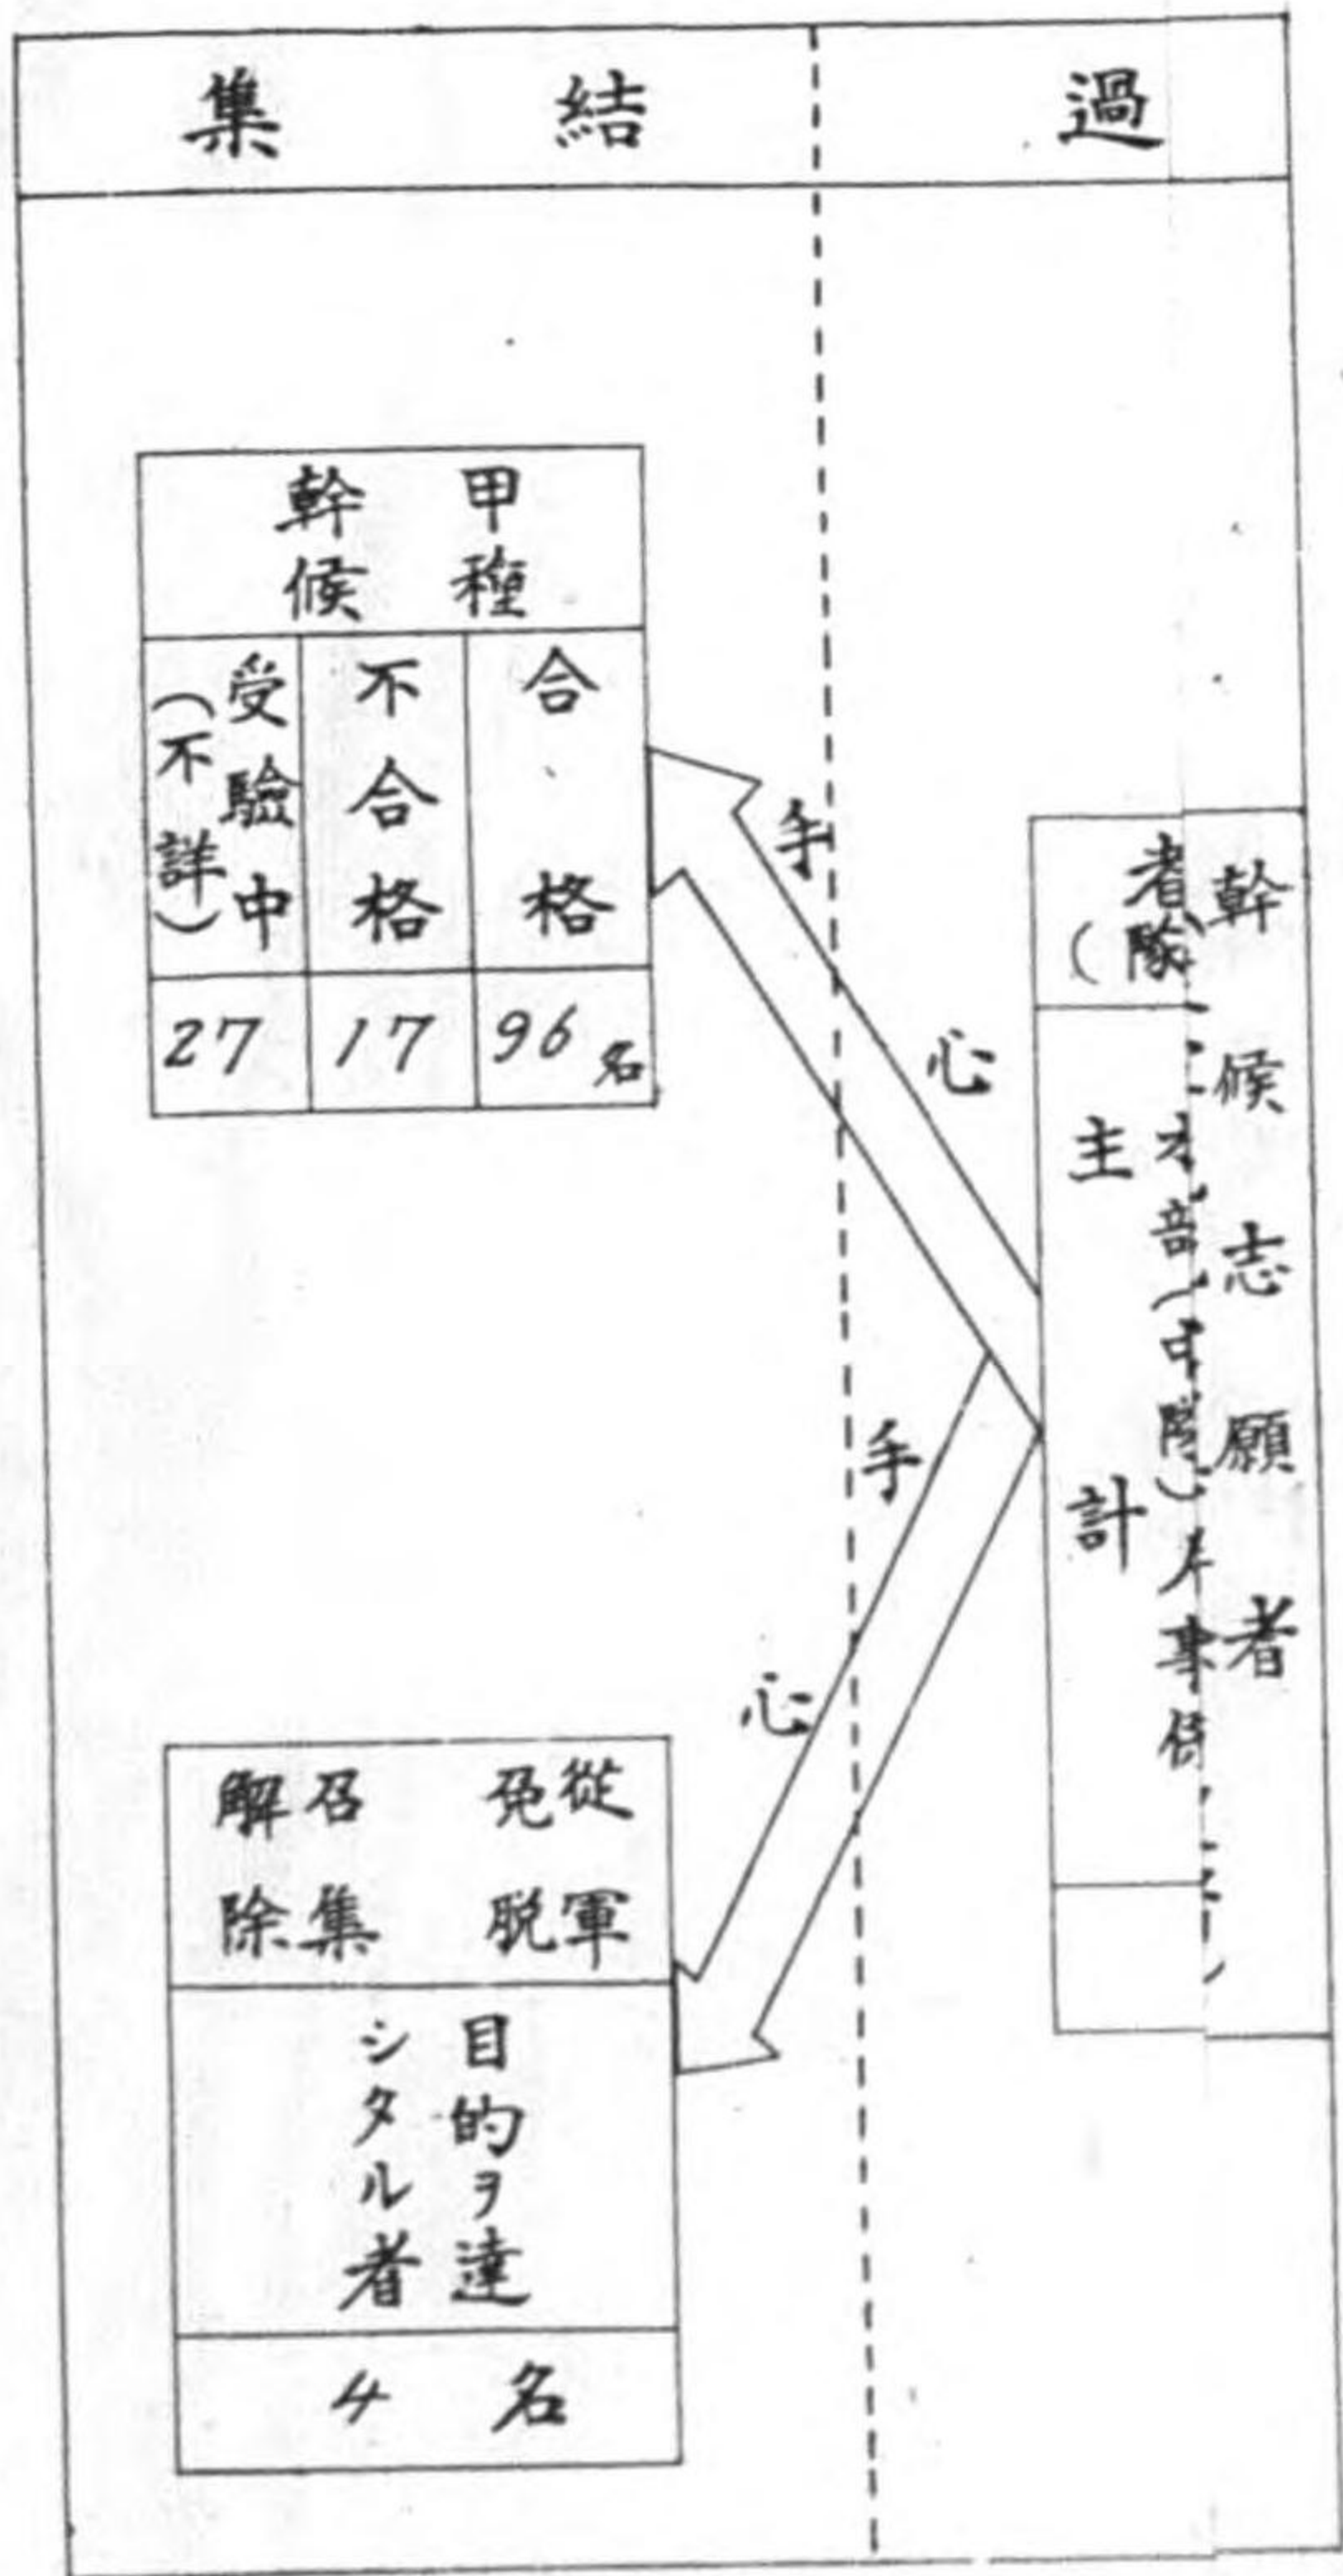 過
結集
幹候志願者
主計
手心
手心
甲種
幹候
合格
96名
不合格
17
受験中
(不詳)
27
従軍
免脱
召集
解除
目的ヲ達
シタル者
4名